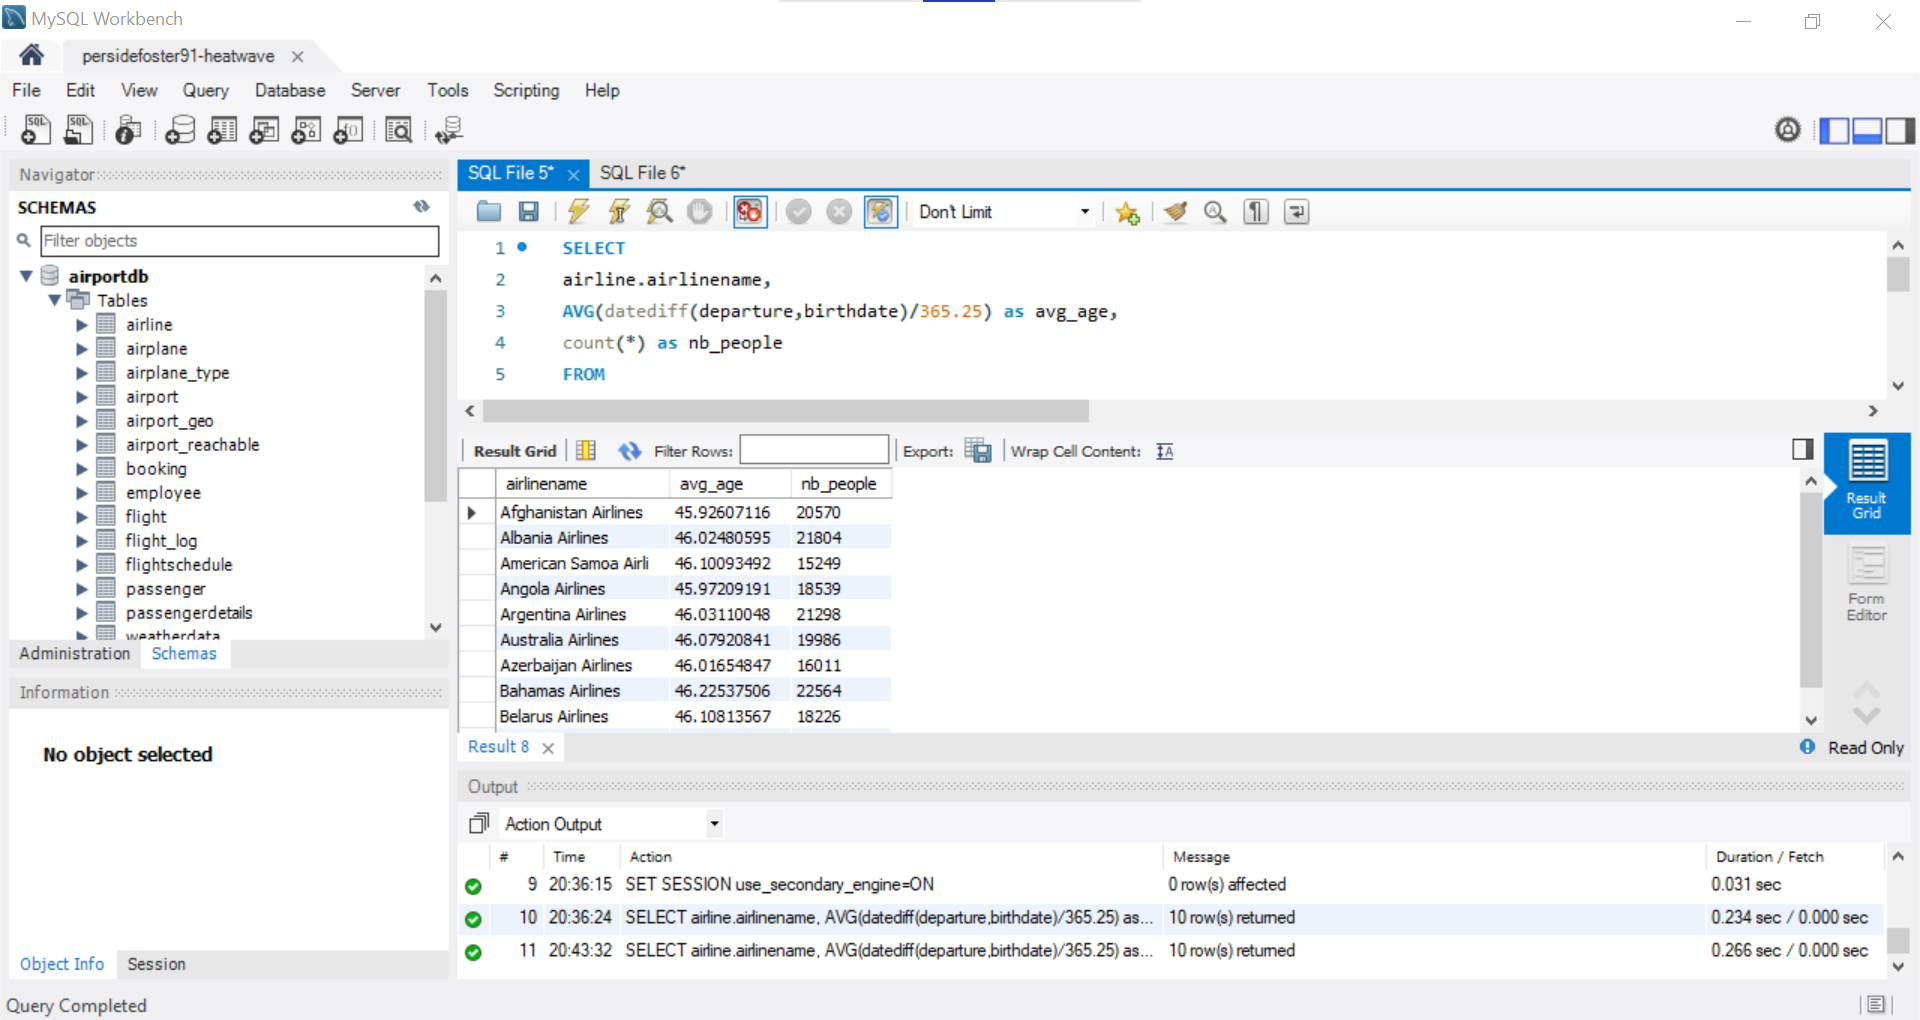 MySQL Workbench
persidefoster91-heatwave
File Edit View Query Database Server Tools Scripting Help
Navigator
SCHEMAS
Filter objects
airportdb
Tables
airline
airplane
airplane_type
airport
airport_geo
airport_reachable
booking
employee
flight
flight_log
flightschedule
passenger
passengerdetails
weatherdata
Administration Schemas
Information
No object selected
Object Info Session
SQL File 5* SQL File 6*
Don't Limit
1 SELECT
2 airline.airlinename,
3 AVG(datediff(departure,birthdate)/365.25) as avg_age,
4 count(*) as nb_people
5 FROM
Result Grid Filter Rows: Export: Wrap Cell Content:
airlinename avg_age nb_people
Afghanistan Airlines 45.92607116 20570
Albania Airlines 46.02480595 21804
American Samoa Airli 46.10093492 15249
Angola Airlines 45.97209191 18539
Argentina Airlines 46.03110048 21298
Australia Airlines 46.07920841 19986
Azerbaijan Airlines 46.01654847 16011
Bahamas Airlines 46.22537506 22564
Belarus Airlines 46.10813567 18226
Result
Grid
Form
Editor
Result 8
Read Only
Output
Action Output
# Time Action Message Duration / Fetch
9 20:36:15 SET SESSION use_secondary_engine=ON 0 row(s) affected 0.031 sec
10 20:36:24 SELECT airline.airlinename, AVG(datediff(departure,birthdate)/365.25) as... 10 row(s) returned 0.234 sec / 0.000 sec
11 20:43:32 SELECT airline.airlinename, AVG(datediff(departure,birthdate)/365.25) as... 10 row(s) returned 0.266 sec / 0.000 sec
Query Completed